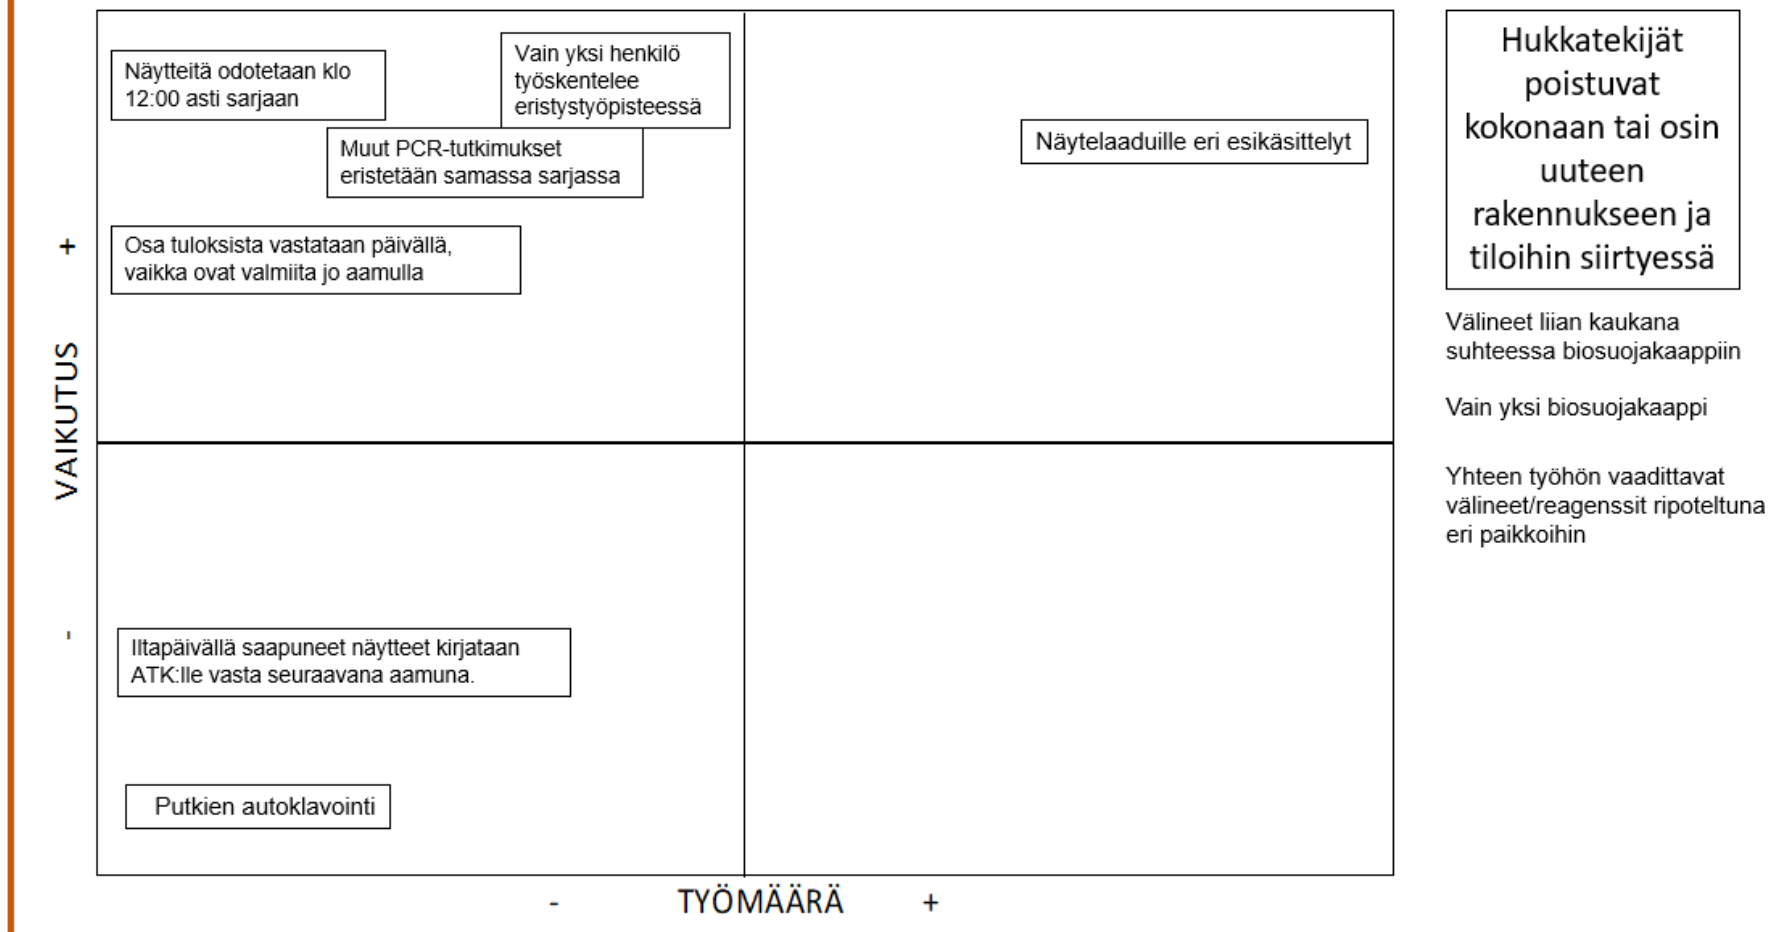 Näytteitä odotetaan klo
12:00 asti sarjaan
Vain yksi henkilö
työskentelee
eristystyöpisteessä
Muut PCR-tutkimukset
eristetään samassa sarjassa
Osa tuloksista vastataan päivällä,
vaikka ovat valmiita jo aamulla
Näytelaaduille eri esikäsittelyt
+
VAIKUTUS
-
Iltapäivällä saapuneet näytteet kirjataan
ATK:lle vasta seuraavana aamuna.
Putkien autoklavointi
- TYÖMÄÄRÄ +
Hukkatekijät
poistuvat
kokonaan tai osin
uuteen
rakennukseen ja
tiloihin siirtyessä
Välineet liian kaukana
suhteessa biosuojakaappiin
Vain yksi biosuojakaappi
Yhteen työhön vaadittavat
välineet/reagenssit ripoteltuna
eri paikkoihin